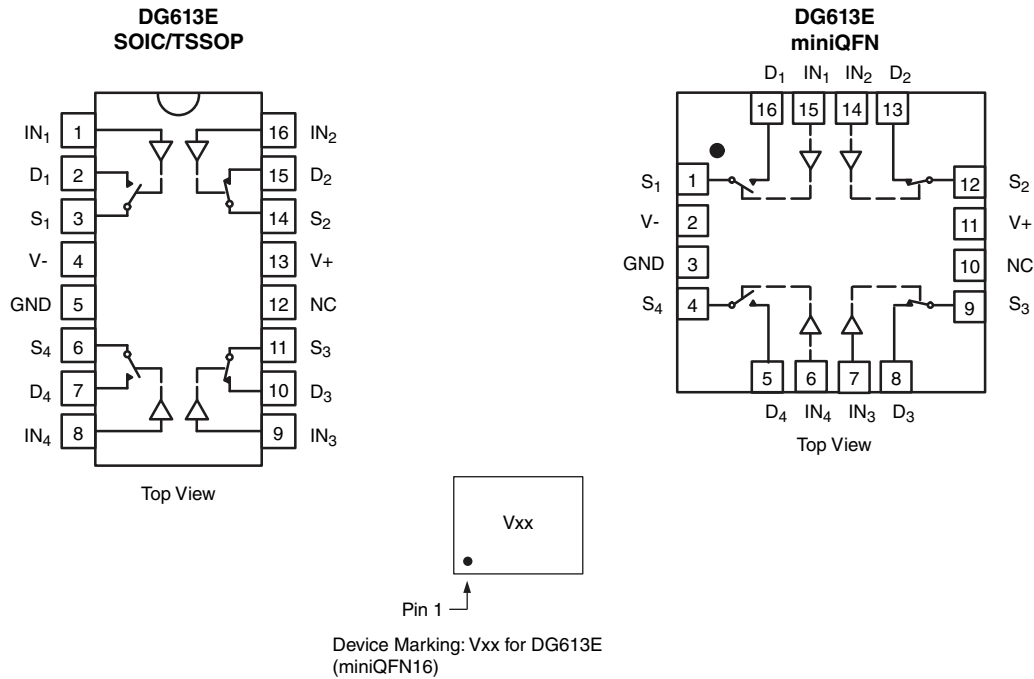 DG613E
SOIC/TSSOP
IN1 1 16 IN2
D1 2 15 D2
S1 3 14 S2
V- 4 13 V+
GND 5 12 NC
S4 6 11 S3
D4 7 10 D3
IN4 8 9 IN3
Top View
DG613E
miniQFN
D1 IN1 IN2 D2
16 15 14 13
S1 1 12 S2
V- 2 11 V+
GND 3 10 NC
S4 4 9 S3
5 6 7 8
D4 IN4 IN3 D3
Top View
Vxx
Pin 1
Device Marking: Vxx for DG613E
(miniQFN16)